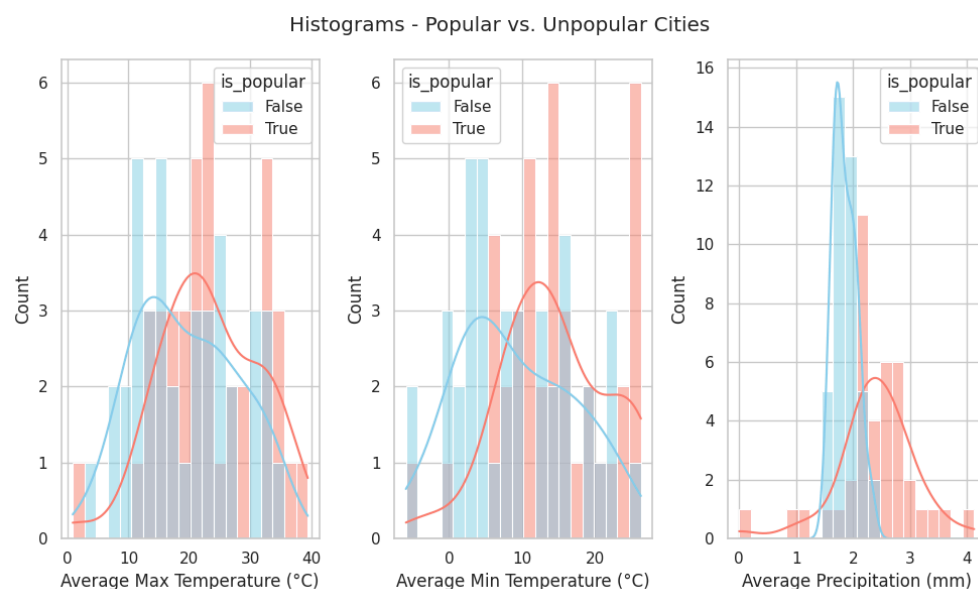 Histograms - Popular vs. Unpopular Cities
is_popular
False
True
6
5
4
3
2
1
0
Count
0
10
20
30
40
Average Max Temperature (°C)
is_popular
False
True
6
5
4
3
2
1
0
Count
0
10
20
Average Min Temperature (°C)
is_popular
False
True
16
14
12
10
8
6
4
2
0
Count
0
1
2
3
4
Average Precipitation (mm)